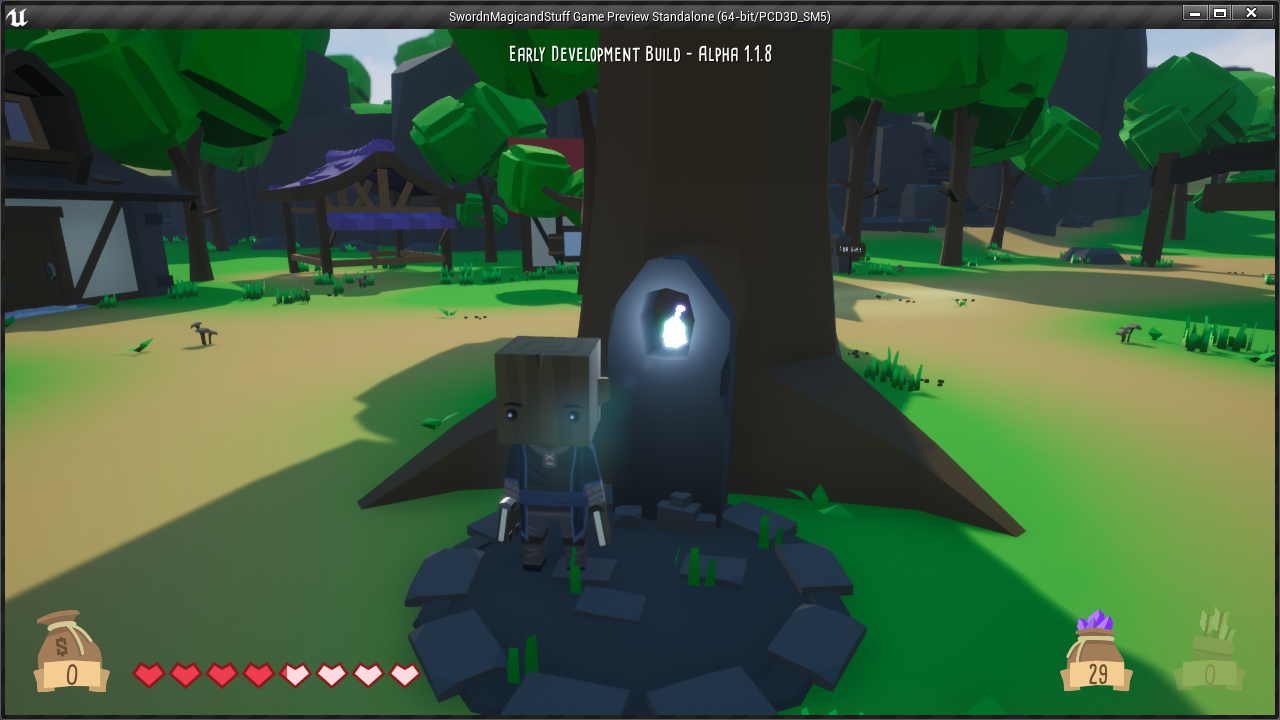 SwordnMagicandStuff Game Preview Standalone (64-bit/PCD3D_SM5)
Early Development Build - Alpha 1.1.8
$
0
29
0